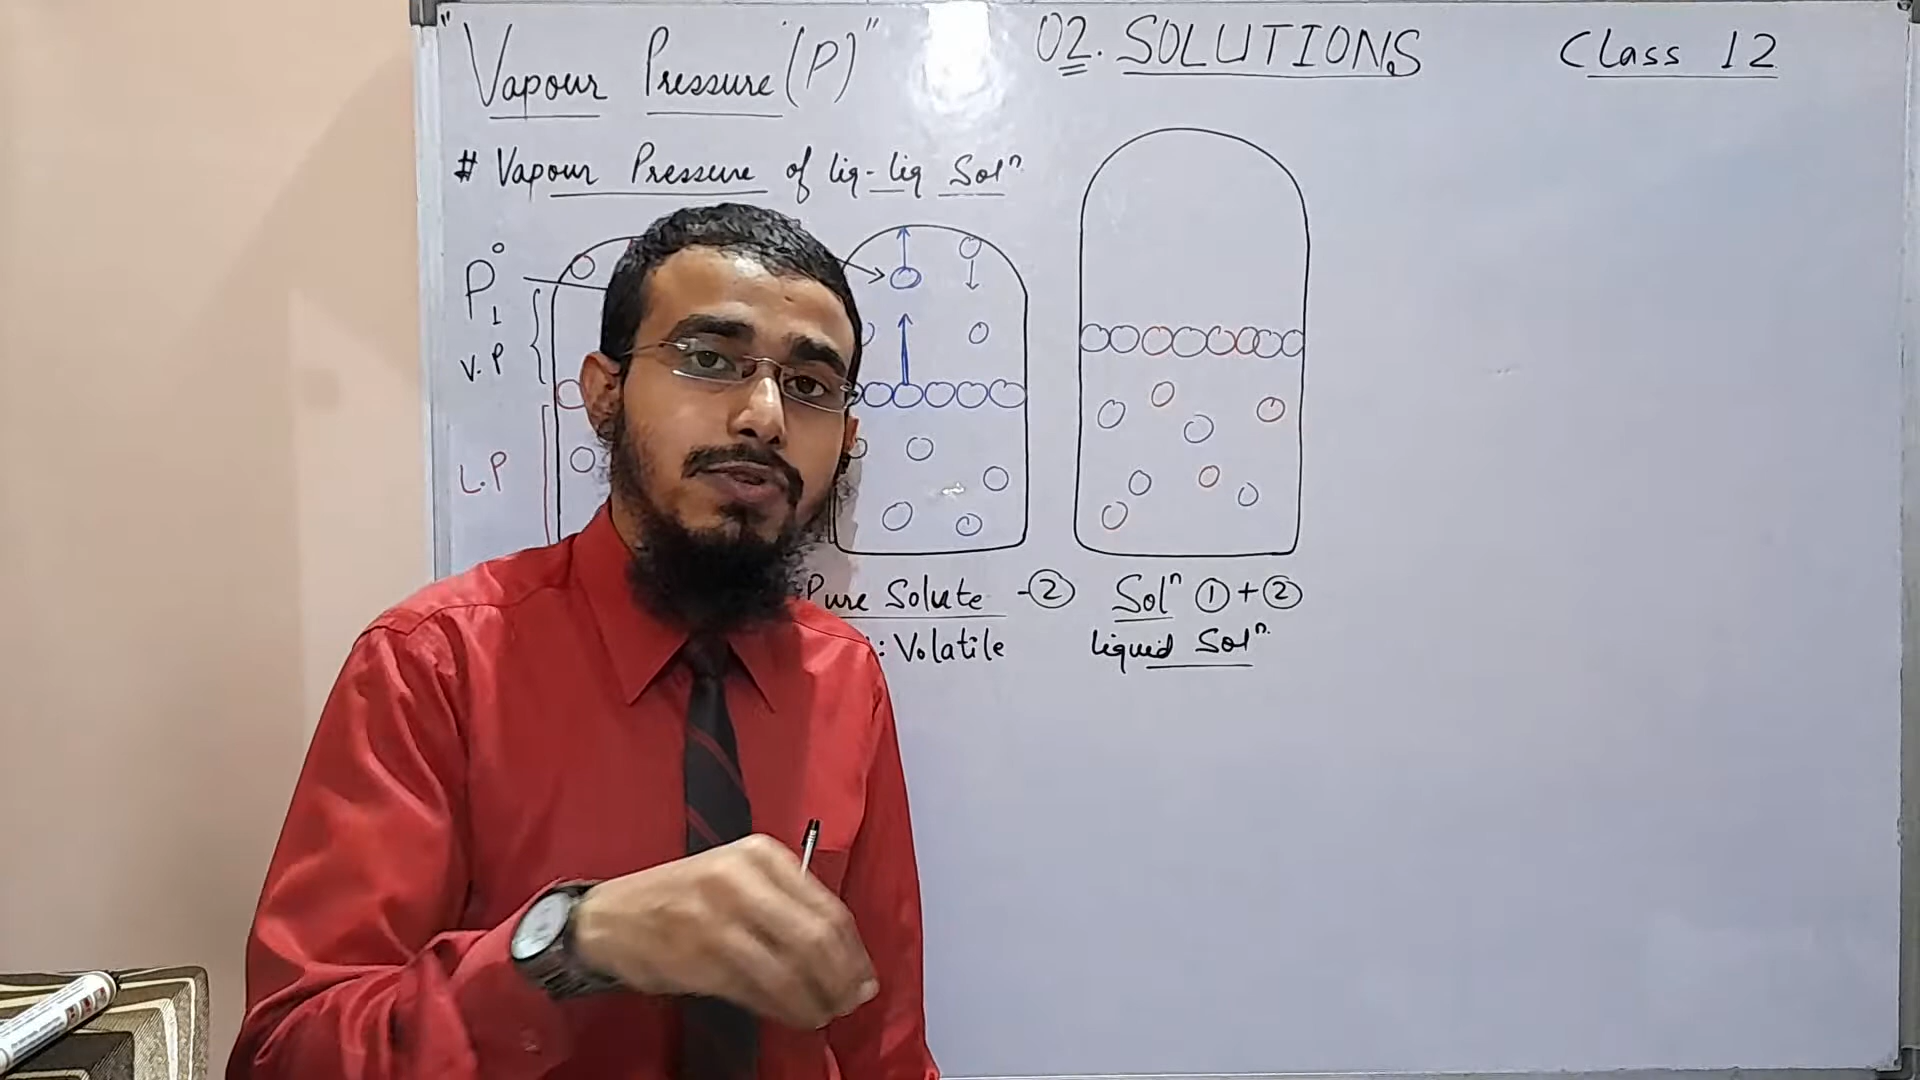 "Vapour Pressure (P)"
02. SOLUTIONS
Class 12
# Vapour Pressure of liq-liq Solⁿ.
P₁⁰
V.P
L.P
Pure Solute - ②
: Volatile
Solⁿ ① + ②
liquid Solⁿ.